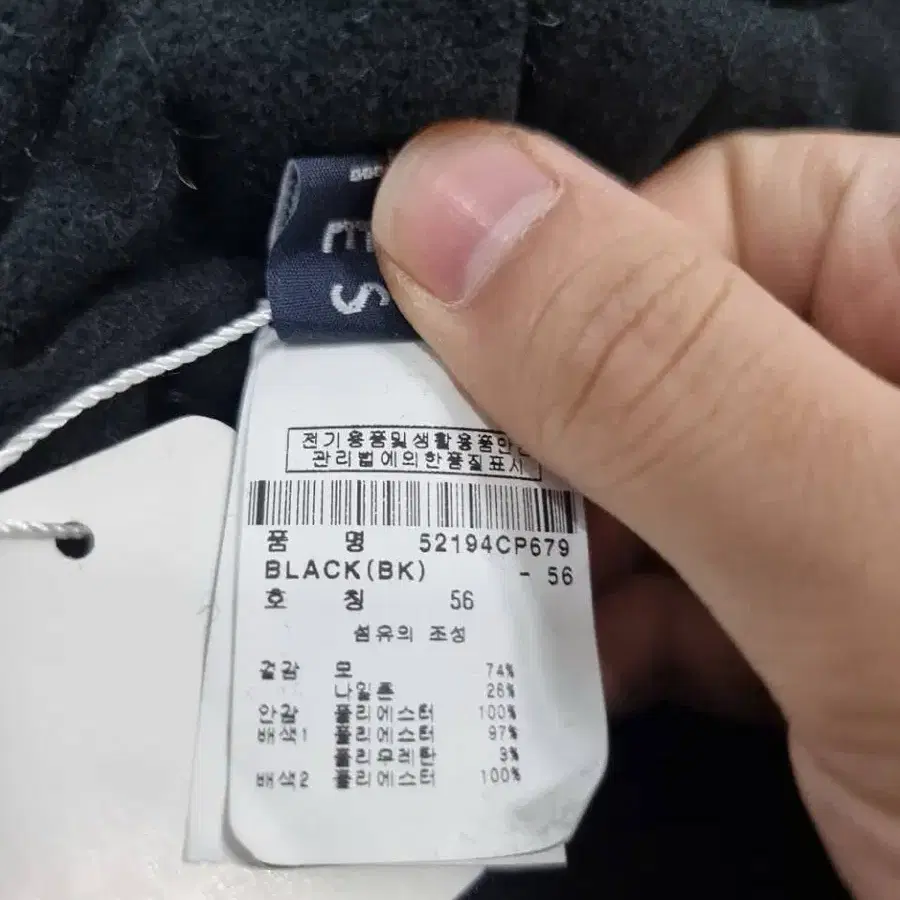 E
S
전기용품및생활용품안전
관리법에의한품질표시
품 명 52194CP679
BLACK(BK) - 56
호 칭 56
섬유의 조성
겉감 모 74%
나일론 26%
안감 폴리에스터 100%
배색1 폴리에스터 97%
폴리우레탄 3%
배색2 폴리에스터 100%